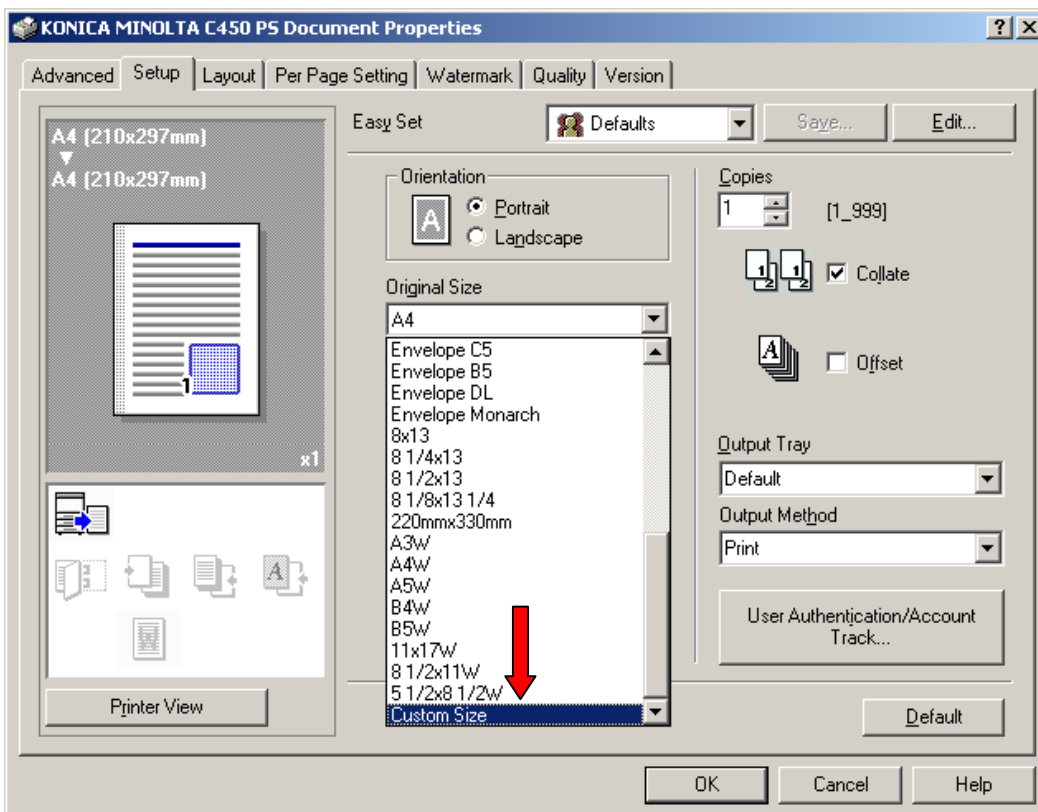 KONICA MINOLTA C450 PS Document Properties
Advanced Setup Layout Per Page Setting Watermark Quality Version
A4 (210x297mm)
A4 (210x297mm)
1
x1
Printer View
Easy Set Defaults Save... Edit...
Orientation
A
Portrait
Landscape
Original Size
A4
Envelope C5
Envelope B5
Envelope DL
Envelope Monarch
8x13
8 1/4x13
8 1/2x13
8 1/8x13 1/4
220mmx330mm
A3W
A4W
A5W
B4W
B5W
11x17W
8 1/2x11W
5 1/2x8 1/2W
Custom Size
Copies
1 [1_999]
1 2 1 2 Collate
A Offset
Output Tray
Default
Output Method
Print
User Authentication/Account
Track...
Default
A
W
OK Cancel Help